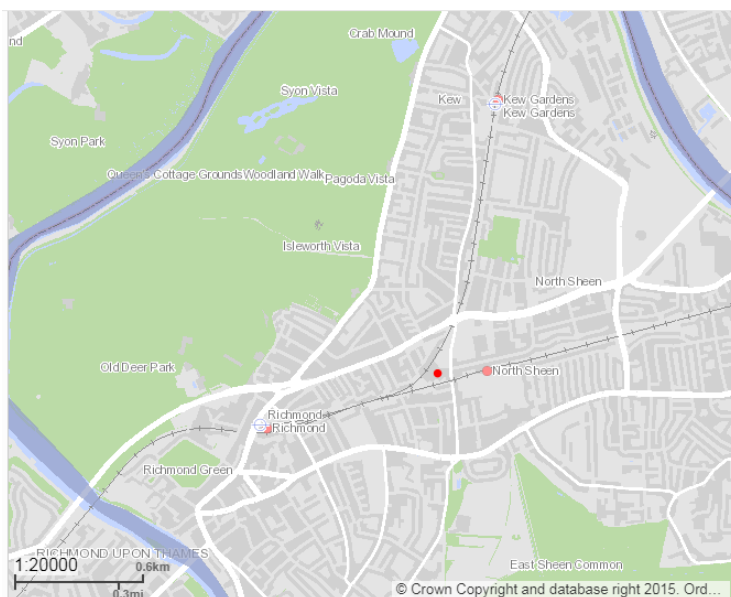 nd
Crab Mound
Syon Vista
Kew
Kew Gardens
Kew Gardens
Syon Park
Queen's Cottage Grounds
Woodland Walk
Pagoda Vista
Isleworth Vista
North Sheen
Old Deer Park
North Sheen
Richmond
Richmond
Richmond Green
RICHMOND UPON THAMES
1:20000
0.6km
0.3mi
East Sheen Common
© Crown Copyright and database right 2015. Ord...